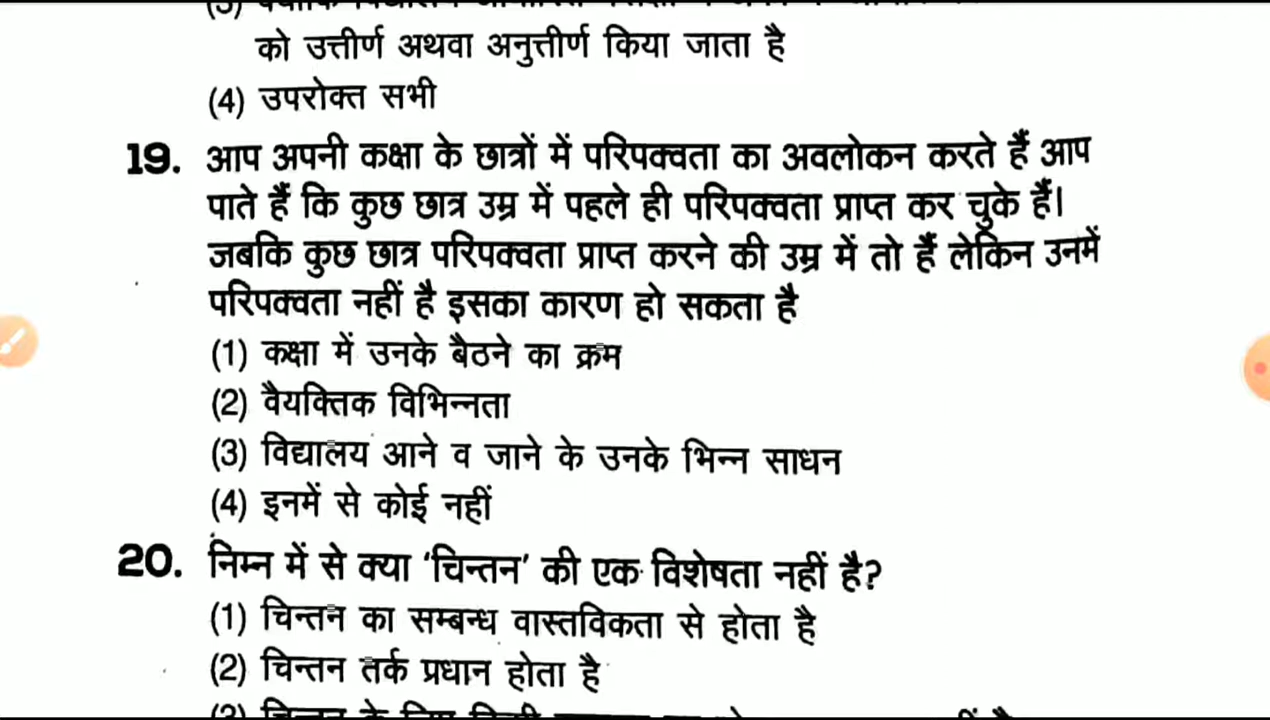 को उत्तीर्ण अथवा अनुत्तीर्ण किया जाता है
(4) उपरोक्त सभी
19. आप अपनी कक्षा के छात्रों में परिपक्वता का अवलोकन करते हैं आप
पाते हैं कि कुछ छात्र उम्र में पहले ही परिपक्वता प्राप्त कर चुके हैं।
जबकि कुछ छात्र परिपक्वता प्राप्त करने की उम्र में तो हैं लेकिन उनमें
परिपक्वता नहीं है इसका कारण हो सकता है
(1) कक्षा में उनके बैठने का क्रम
(2) वैयक्तिक विभिन्नता
(3) विद्यालय आने व जाने के उनके भिन्न साधन
(4) इनमें से कोई नहीं
20. निम्न में से क्या ‘चिन्तन’ की एक विशेषता नहीं है?
(1) चिन्तन का सम्बन्ध वास्तविकता से होता है
(2) चिन्तन तर्क प्रधान होता है